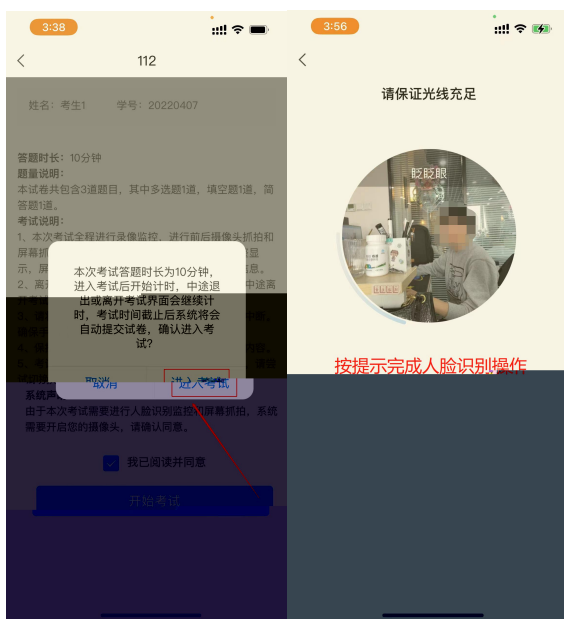 3:38
112
姓名：考生1 学号：20220407
答题时长：10分钟
题量说明：
本试卷共包含3道题目，其中多选题1道，填空题1道，简
答题1道。
考试说明：
1、本次考试全程进行录像监控，进行前后摄像头抓拍和
本次考试答题时长为10分钟，
进入考试后开始计时，中途退
出或离开考试界面会继续计
时，考试时间截止后系统将会
自动提交试卷，确认进入考
试？
取消 进入考试
由于本次考试需要进行人脸识别监控和屏幕抓拍，系统
需要开启您的摄像头，请确认同意。
我已阅读并同意
开始考试
3:56
请保证光线充足
眨眨眼
按提示完成人脸识别操作